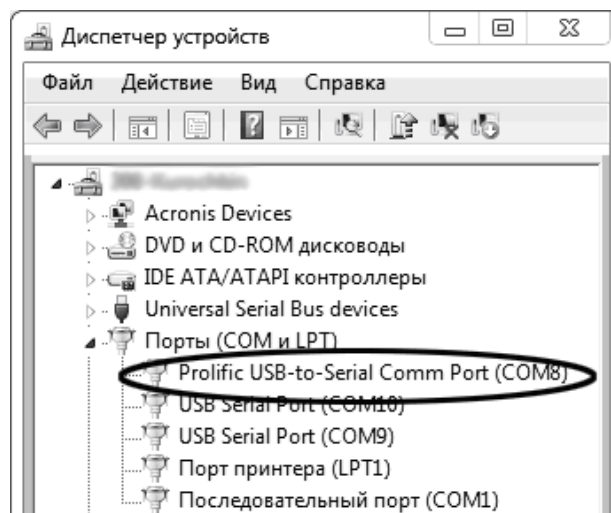 Диспетчер устройств
Файл Действие Вид Справка
Acronis Devices
DVD и CD-ROM дисководы
IDE ATA/ATAPI контроллеры
Universal Serial Bus devices
Порты (COM и LPT)
Prolific USB-to-Serial Comm Port (COM8)
USB Serial Port (COM10)
USB Serial Port (COM9)
Порт принтера (LPT1)
Последовательный порт (COM1)